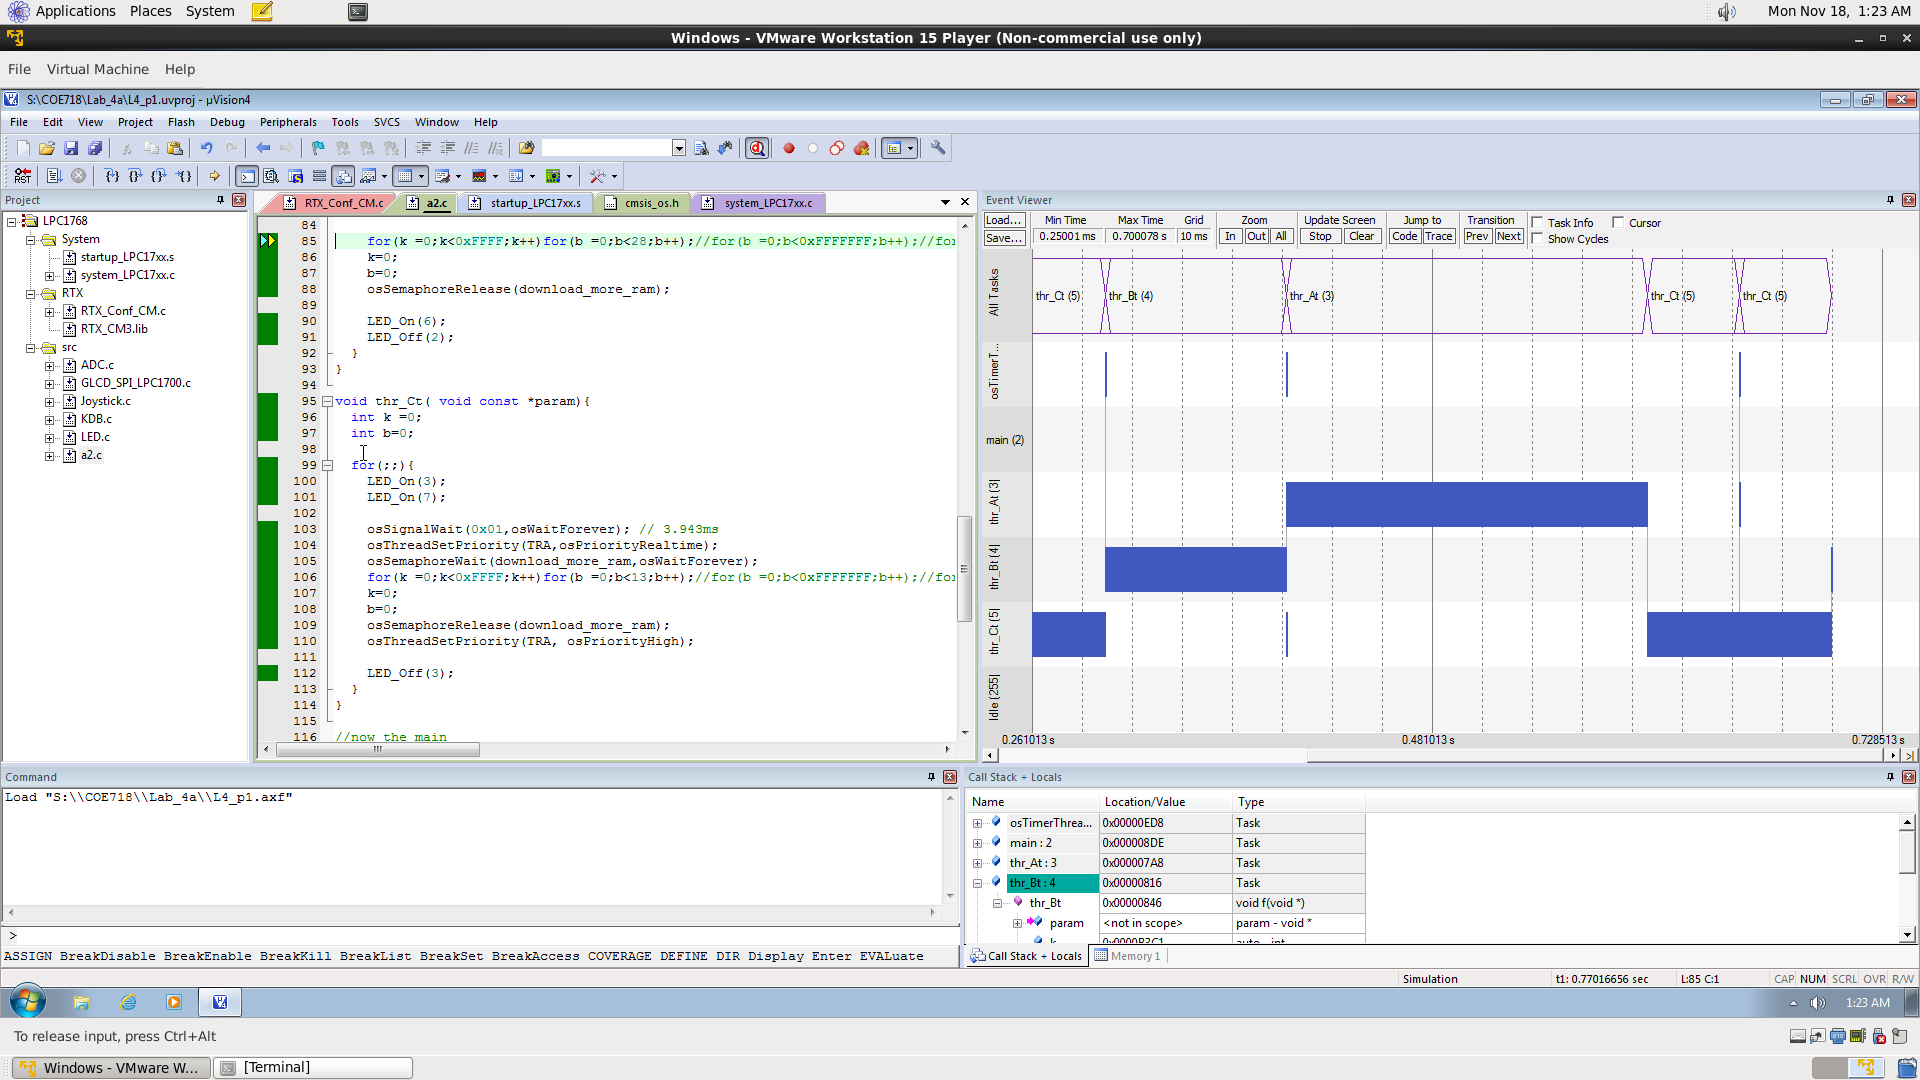 Applications Places System
Mon Nov 18, 1:23 AM
Windows - VMware Workstation 15 Player (Non-commercial use only)
File Virtual Machine Help
S:\COE718\Lab_4a\L4_p1.uvproj - µVision4
File Edit View Project Flash Debug Peripherals Tools SVCS Window Help
Project
LPC1768
System
startup_LPC17xx.s
system_LPC17xx.c
RTX
RTX_Conf_CM.c
RTX_CM3.lib
src
ADC.c
GLCD_SPI_LPC1700.c
Joystick.c
KDB.c
LED.c
a2.c
RTX_Conf_CM.c a2.c startup_LPC17xx.s cmsis_os.h system_LPC17xx.c
84
85 for(k =0;k<0xFFFF;k++)for(b =0;b<28;b++);//for(b =0;b<0xFFFFFFF;b++);//for
86 k=0;
87 b=0;
88 osSemaphoreRelease(download_more_ram);
89
90 LED_On(6);
91 LED_Off(2);
92 }
93 }
94
95 void thr_Ct( void const *param){
96 int k =0;
97 int b=0;
98
99 for(;;){
100 LED_On(3);
101 LED_On(7);
102
103 osSignalWait(0x01,osWaitForever); // 3.943ms
104 osThreadSetPriority(TRA,osPriorityRealtime);
105 osSemaphoreWait(download_more_ram,osWaitForever);
106 for(k =0;k<0xFFFF;k++)for(b =0;b<13;b++);//for(b =0;b<0xFFFFFFF;b++);//for
107 k=0;
108 b=0;
109 osSemaphoreRelease(download_more_ram);
110 osThreadSetPriority(TRA, osPriorityHigh);
111
112 LED_Off(3);
113 }
114 }
115
116 //now the main
Event Viewer
Load... Min Time Max Time Grid Zoom Update Screen Jump to Transition Task Info Cursor
Save... 0.25001 ms 0.700078 s 10 ms In Out All Stop Clear Code Trace Prev Next Show Cycles
All Tasks
thr_Ct (5) thr_Bt (4) thr_At (3) thr_Ct (5) thr_Ct (5)
osTimerT...
main (2)
thr_At (3)
thr_Bt (4)
thr_Ct (5)
Idle (255)
0.261013 s 0.481013 s 0.728513 s
Command
Load "S:\\COE718\\Lab_4a\\L4_p1.axf"
>
ASSIGN BreakDisable BreakEnable BreakKill BreakList BreakSet BreakAccess COVERAGE DEFINE DIR Display Enter EVALuate
Call Stack + Locals
Name Location/Value Type
osTimerThrea... 0x00000ED8 Task
main : 2 0x000008DE Task
thr_At : 3 0x000007A8 Task
thr_Bt : 4 0x00000816 Task
thr_Bt 0x00000846 void f(void *)
param <not in scope> param - void *
Call Stack + Locals Memory 1
Simulation t1: 0.77016656 sec L:85 C:1 CAP NUM SCRL OVR R/W
1:23 AM
To release input, press Ctrl+Alt
Windows - VMware W... [Terminal]